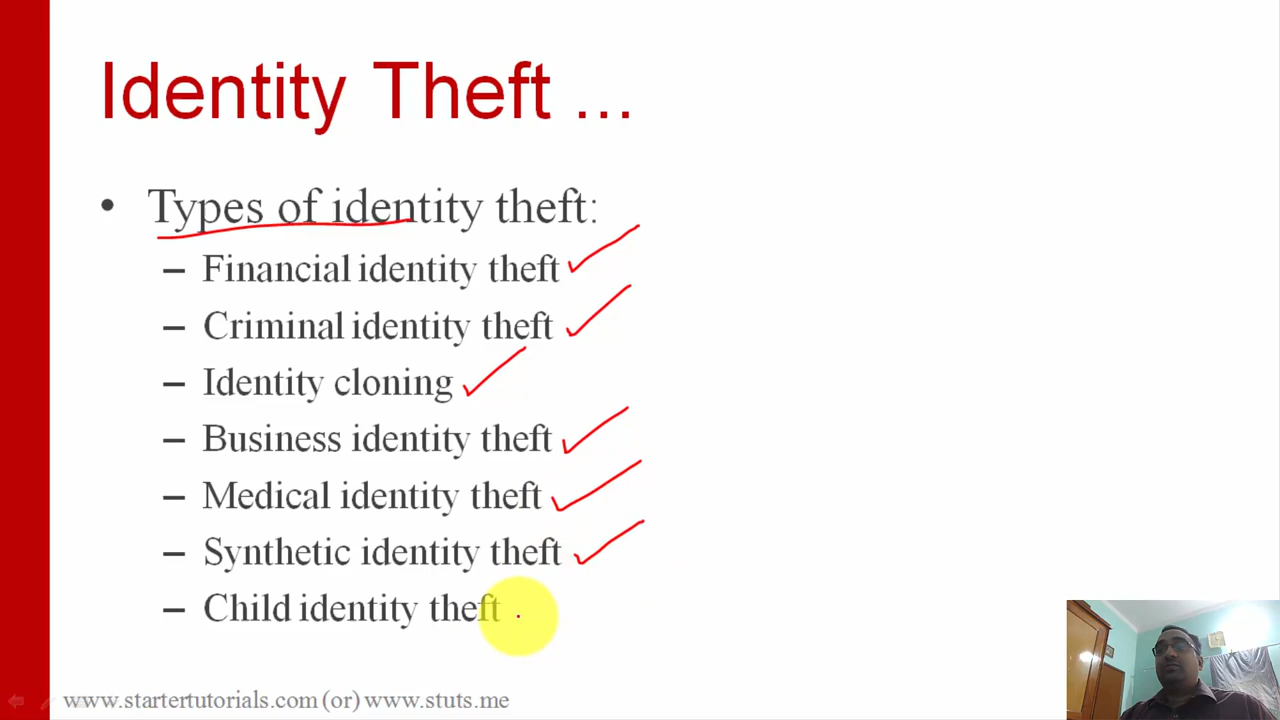 Identity Theft ...
• Types of identity theft:
– Financial identity theft
– Criminal identity theft
– Identity cloning
– Business identity theft
– Medical identity theft
– Synthetic identity theft
– Child identity theft
www.startertutorials.com (or) www.stuts.me